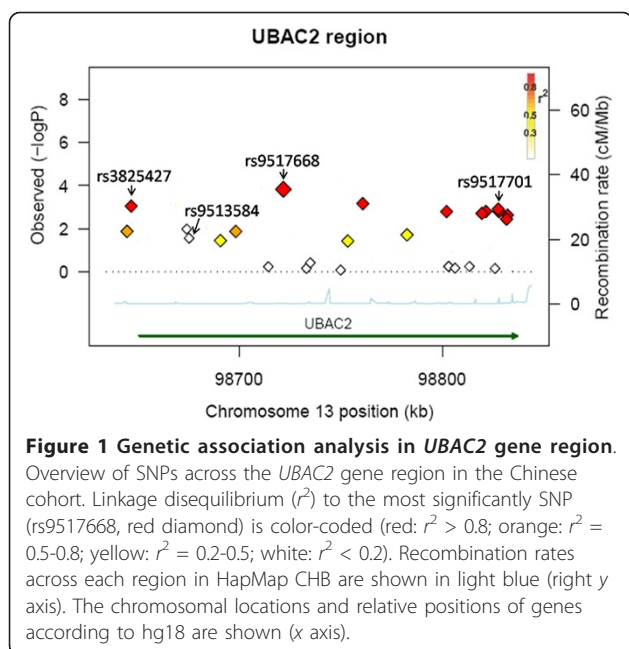 UBAC2 region
Observed (−logP)
8
6
4
2
0
rs3825427
rs9513584
rs9517668
rs9517701
0.8
0.5
0.3
r²
60
40
20
0
Recombination rate (cM/Mb)
UBAC2
98700
98800
Chromosome 13 position (kb)
Figure 1 Genetic association analysis in UBAC2 gene region.
Overview of SNPs across the UBAC2 gene region in the Chinese
cohort. Linkage disequilibrium (r²) to the most significantly SNP
(rs9517668, red diamond) is color-coded (red: r² > 0.8; orange: r² =
0.5-0.8; yellow: r² = 0.2-0.5; white: r² < 0.2). Recombination rates
across each region in HapMap CHB are shown in light blue (right y
axis). The chromosomal locations and relative positions of genes
according to hg18 are shown (x axis).